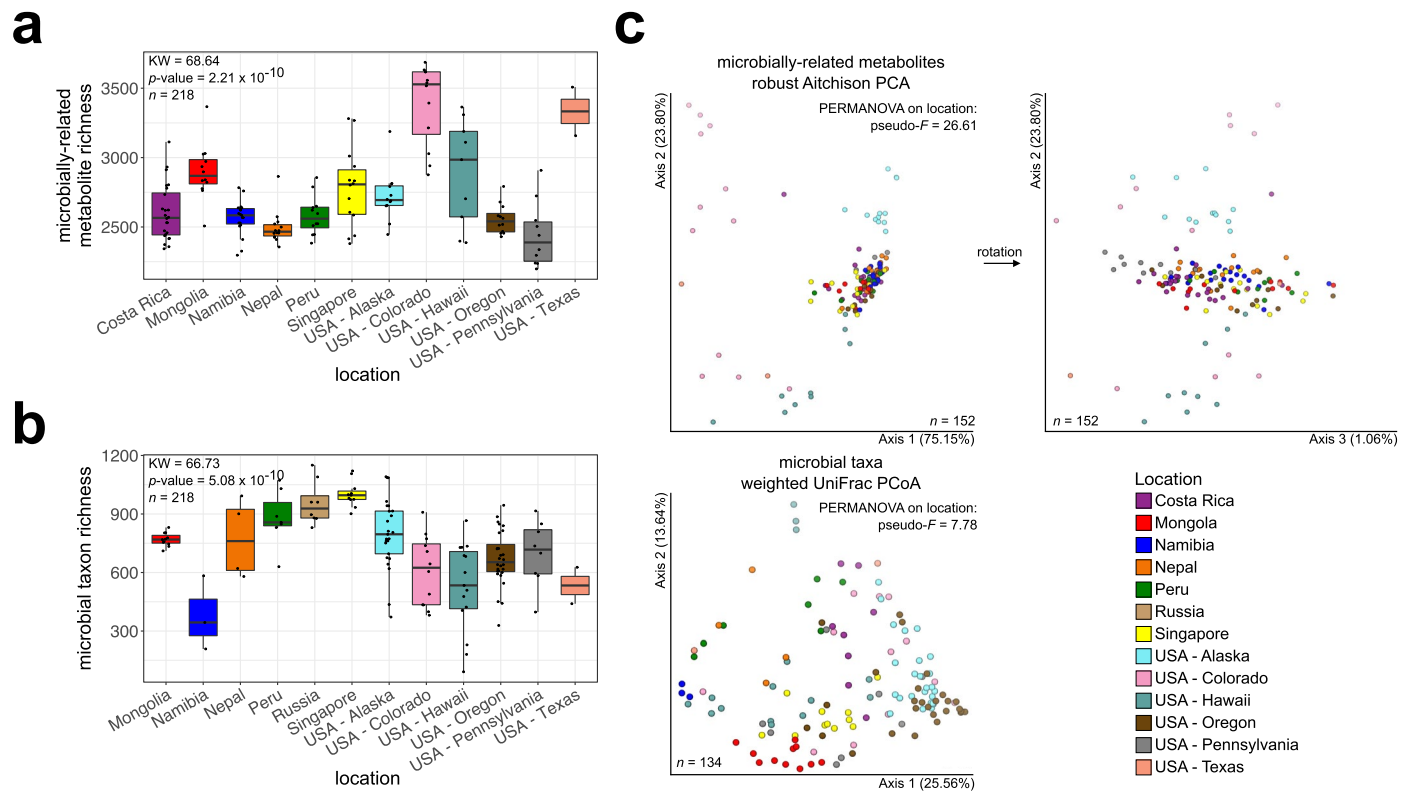 a
KW = 68.64
p-value = 2.21 x 10-10
n = 218
microbially-related
metabolite richness
3500
3000
2500
Costa Rica
Mongolia
Namibia
Nepal
Peru
Singapore
USA - Alaska
USA - Colorado
USA - Hawaii
USA - Oregon
USA - Pennsylvania
USA - Texas
location
b
KW = 66.73
p-value = 5.08 x 10-10
n = 218
microbial taxon richness
1200
900
600
300
Mongolia
Namibia
Nepal
Peru
Russia
Singapore
USA - Alaska
USA - Colorado
USA - Hawaii
USA - Oregon
USA - Pennsylvania
USA - Texas
location
c
microbially-related metabolites
robust Aitchison PCA
PERMANOVA on location:
pseudo-F = 26.61
Axis 2 (23.80%)
n = 152
Axis 1 (75.15%)
rotation
Axis 2 (23.80%)
n = 152
Axis 3 (1.06%)
microbial taxa
weighted UniFrac PCoA
PERMANOVA on location:
pseudo-F = 7.78
Axis 2 (13.64%)
n = 134
Axis 1 (25.56%)
Location
Costa Rica
Mongola
Namibia
Nepal
Peru
Russia
Singapore
USA - Alaska
USA - Colorado
USA - Hawaii
USA - Oregon
USA - Pennsylvania
USA - Texas